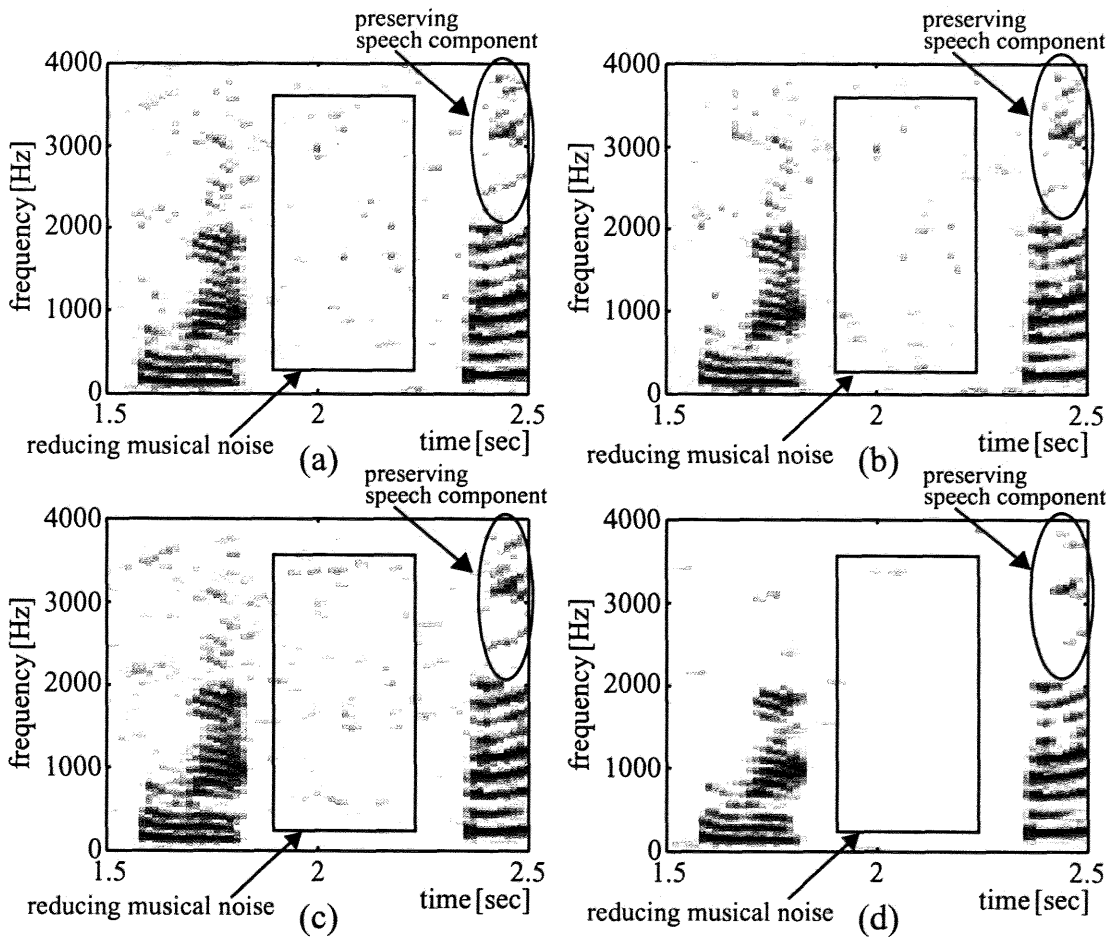 preserving
speech component
4000
3000
2000
1000
0
frequency [Hz]
1.5
2
2.5
time [sec]
reducing musical noise
(a)
preserving
speech component
4000
3000
2000
1000
0
frequency [Hz]
1.5
2
2.5
time [sec]
reducing musical noise
(b)
preserving
speech component
4000
3000
2000
1000
0
frequency [Hz]
1.5
2
2.5
time [sec]
reducing musical noise
(c)
preserving
speech component
4000
3000
2000
1000
0
frequency [Hz]
1.5
2
2.5
time [sec]
reducing musical noise
(d)